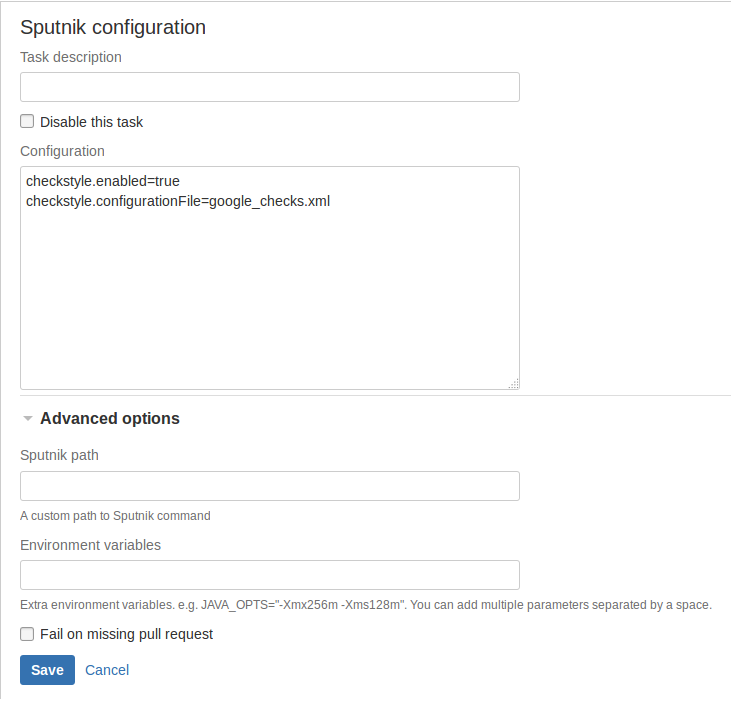 Sputnik configuration
Task description
Disable this task
Configuration
checkstyle.enabled=true
checkstyle.configurationFile=google_checks.xml
Advanced options
Sputnik path
A custom path to Sputnik command
Environment variables
Extra environment variables. e.g. JAVA_OPTS="-Xmx256m -Xms128m". You can add multiple parameters separated by a space.
Fail on missing pull request
Save Cancel